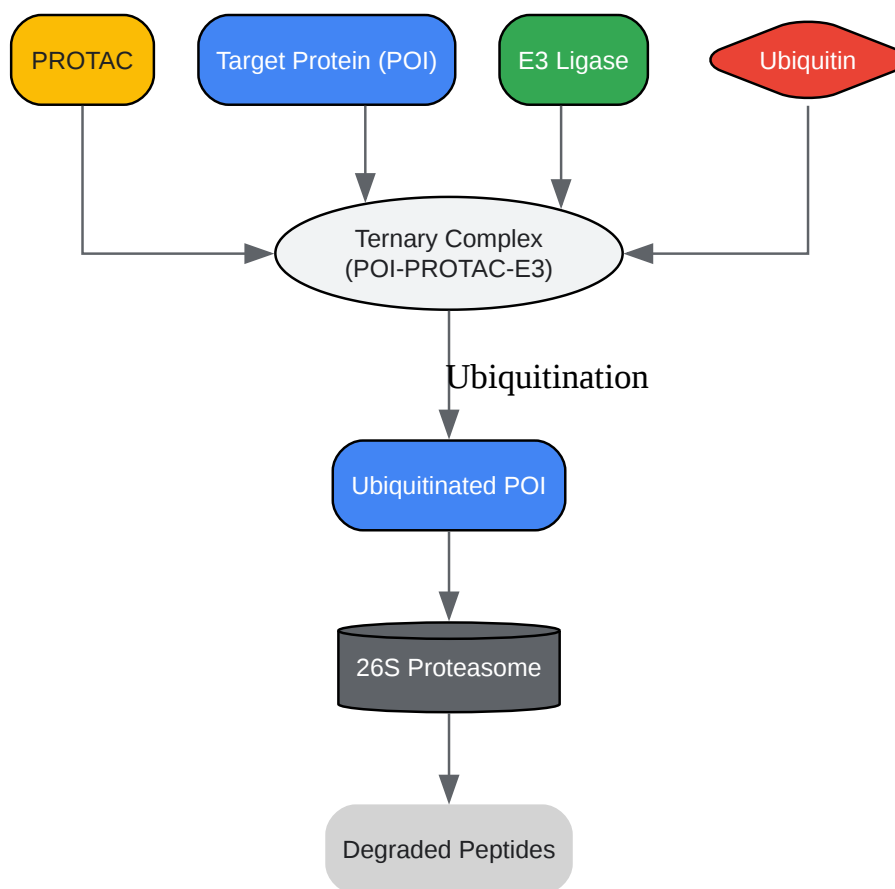 PROTAC
Target Protein (POI)
E3 Ligase
Ubiquitin
Ternary Complex
(POI-PROTAC-E3)
Ubiquitination
Ubiquitinated POI
26S Proteasome
Degraded Peptides